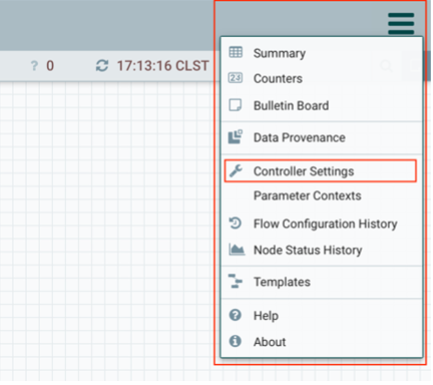 ? 0 17:13:16 CLST
Summary
Counters
Bulletin Board
Data Provenance
Controller Settings
Parameter Contexts
Flow Configuration History
Node Status History
Templates
Help
About